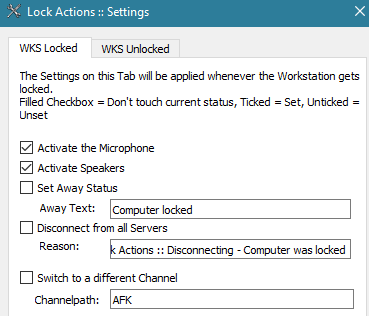 Lock Actions :: Settings
WKS Locked
WKS Unlocked
The Settings on this Tab will be applied whenever the Workstation gets
locked.
Filled Checkbox = Don't touch current status, Ticked = Set, Unticked =
Unset
Activate the Microphone
Activate Speakers
Set Away Status
Away Text: Computer locked
Disconnect from all Servers
Reason: k Actions :: Disconnecting - Computer was locked
Switch to a different Channel
Channelpath: AFK